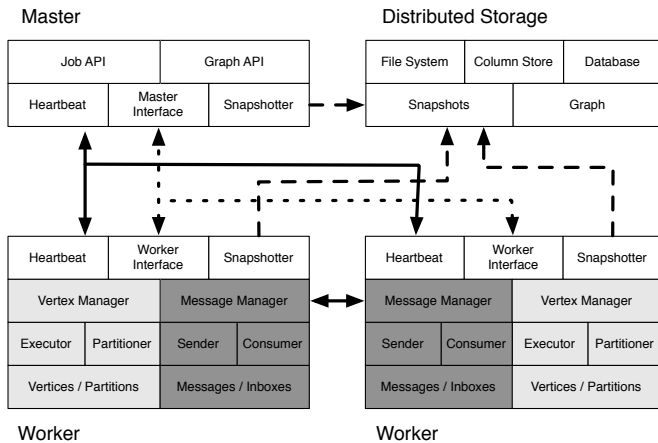 Master
Distributed Storage
Job API
Graph API
File System
Column Store
Database
Heartbeat
Master
Interface
Snapshotter
Snapshots
Graph
Heartbeat
Worker
Interface
Snapshotter
Heartbeat
Worker
Interface
Snapshotter
Vertex Manager
Message Manager
Message Manager
Vertex Manager
Executor
Partitioner
Sender
Consumer
Sender
Consumer
Executor
Partitioner
Vertices / Partitions
Messages / Inboxes
Messages / Inboxes
Vertices / Partitions
Worker
Worker